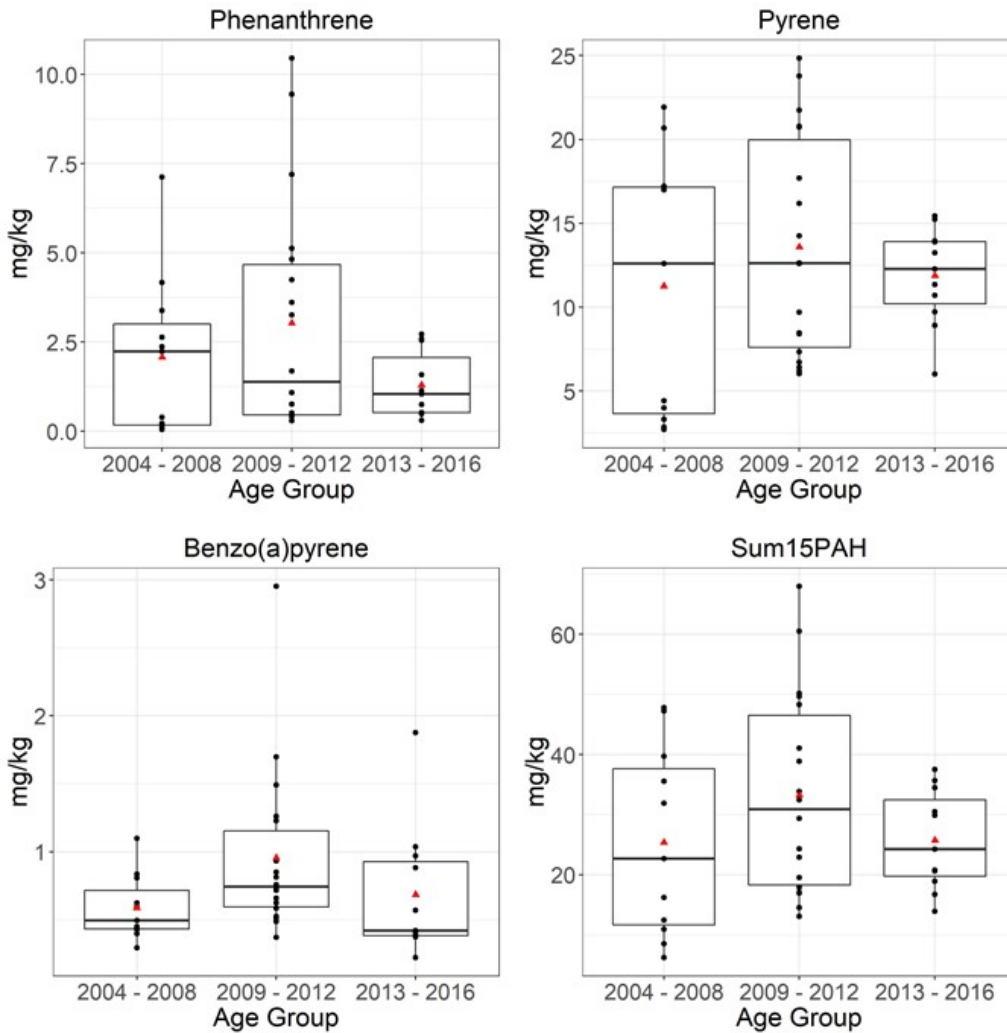 Phenanthrene
10.0
7.5
5.0
2.5
0.0
mg/kg
2004 - 2008 2009 - 2012 2013 - 2016
Age Group
Pyrene
25
20
15
10
5
mg/kg
2004 - 2008 2009 - 2012 2013 - 2016
Age Group
Benzo(a)pyrene
3
2
1
mg/kg
2004 - 2008 2009 - 2012 2013 - 2016
Age Group
Sum15PAH
60
40
20
mg/kg
2004 - 2008 2009 - 2012 2013 - 2016
Age Group